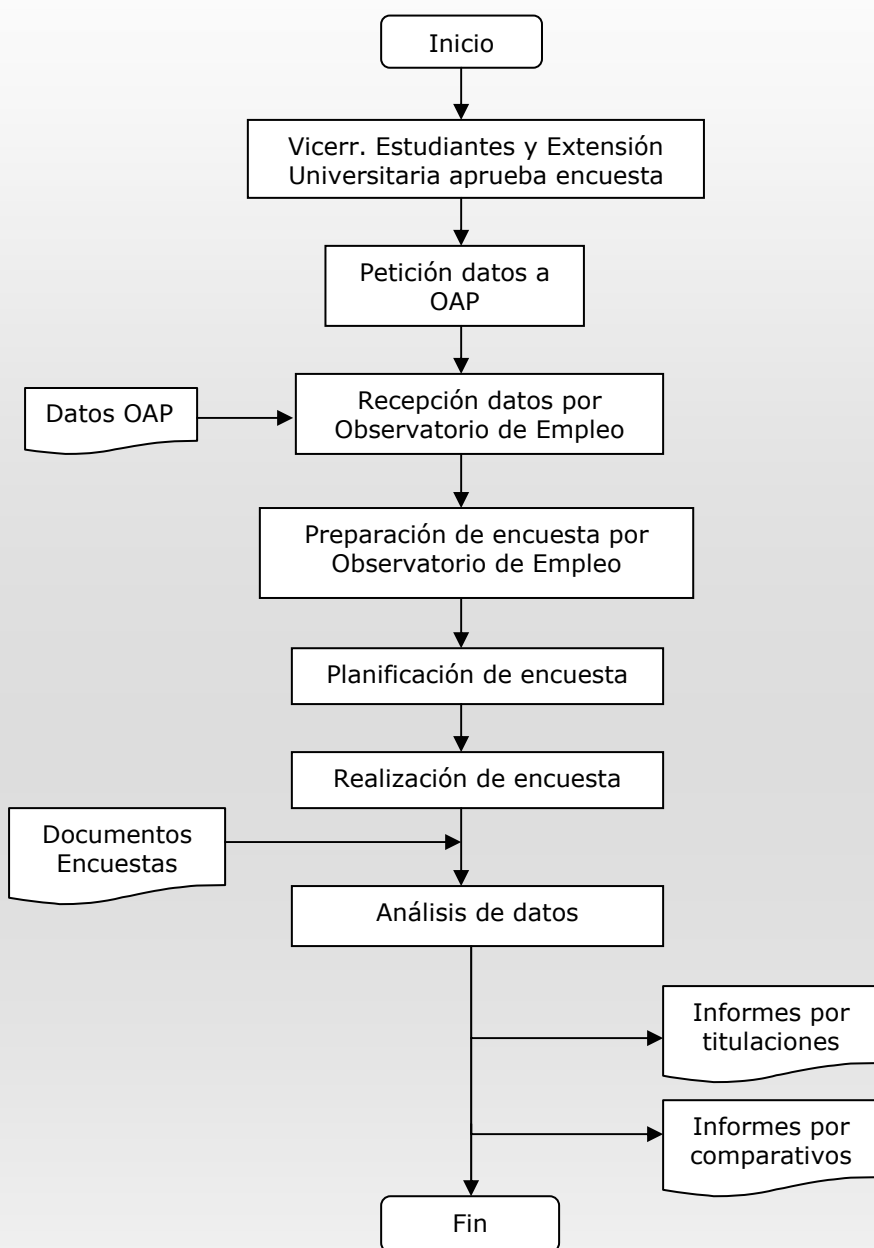 Inicio
Vicerr. Estudiantes y Extensión
Universitaria aprueba encuesta
Petición datos a
OAP
Datos OAP
Recepción datos por
Observatorio de Empleo
Preparación de encuesta por
Observatorio de Empleo
Planificación de encuesta
Realización de encuesta
Documentos
Encuestas
Análisis de datos
Informes por
titulaciones
Informes por
comparativos
Fin